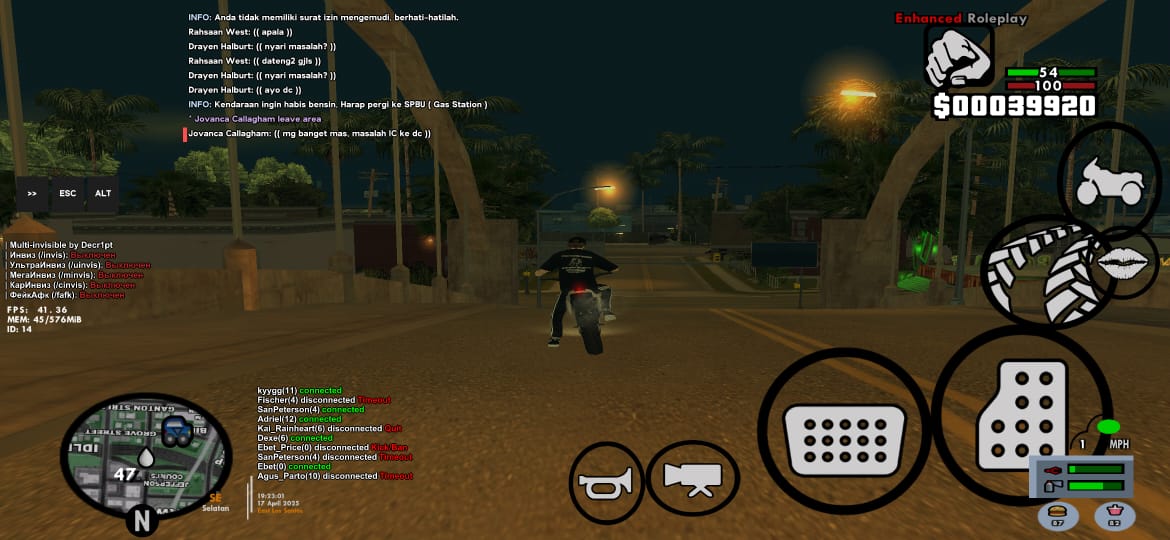 INFO: Anda tidak memiliki surat izin mengemudi, berhati-hatilah.
Rahsaan West: (( apala ))
Drayen Halburt: (( nyari masalah? ))
Rahsaan West: (( dateng2 gjls ))
Drayen Halburt: (( nyari masalah? ))
Drayen Halburt: (( ayo dc ))
INFO: Kendaraan ingin habis bensin, Harap pergi ke SPBU ( Gas Station )
* Jovanca Callagham leave area
Jovanca Callagham: (( mg banget mas, masalah IC ke dc ))
Enhanced Roleplay
54
100
$00039920
>>
ESC
ALT
| Multi-invisible by Decr1pt
| Инвиз (/invis): Выключен
| УльтраИнвиз (/uinvis): Выключен
| МегаИнвиз (/minvis): Выключен
| КарИнвиз (/cinvis): Выключен
| ФейкАфк (/fafk): Выключен
FPS: 41.36
MEM: 45/576MiB
ID: 14
kyygg(11) connected
Fischer(4) disconnected Timeout
SanPeterson(4) connected
Adriel(12) connected
Kai_Rainheart(6) disconnected Quit
Dexe(6) connected
Ebet_Price(0) disconnected Kick/Ban
SanPeterson(4) disconnected Timeout
Ebet(0) connected
Agus_Parto(10) disconnected Timeout
GANTON STR
GROVE STREET
IDLI
47
N
SE
Selatan
19:23:01
17 April 2025
East Los Santos
1 MPH
87
82